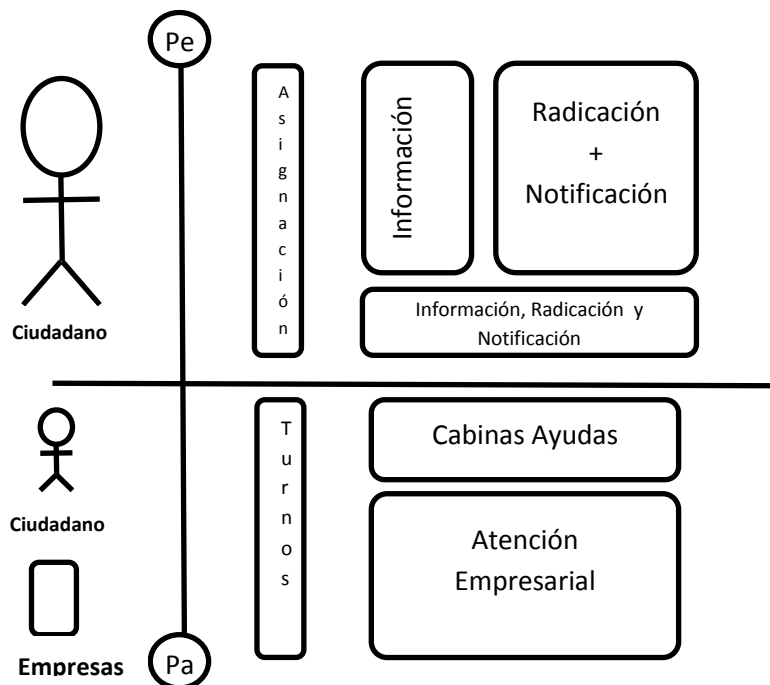 Pe
Asignación
Información
Radicación
+
Notificación
Ciudadano
Información, Radicación y
Notificación
Turnos
Cabinas Ayudas
Ciudadano
Atención
Empresarial
Empresas
Pa